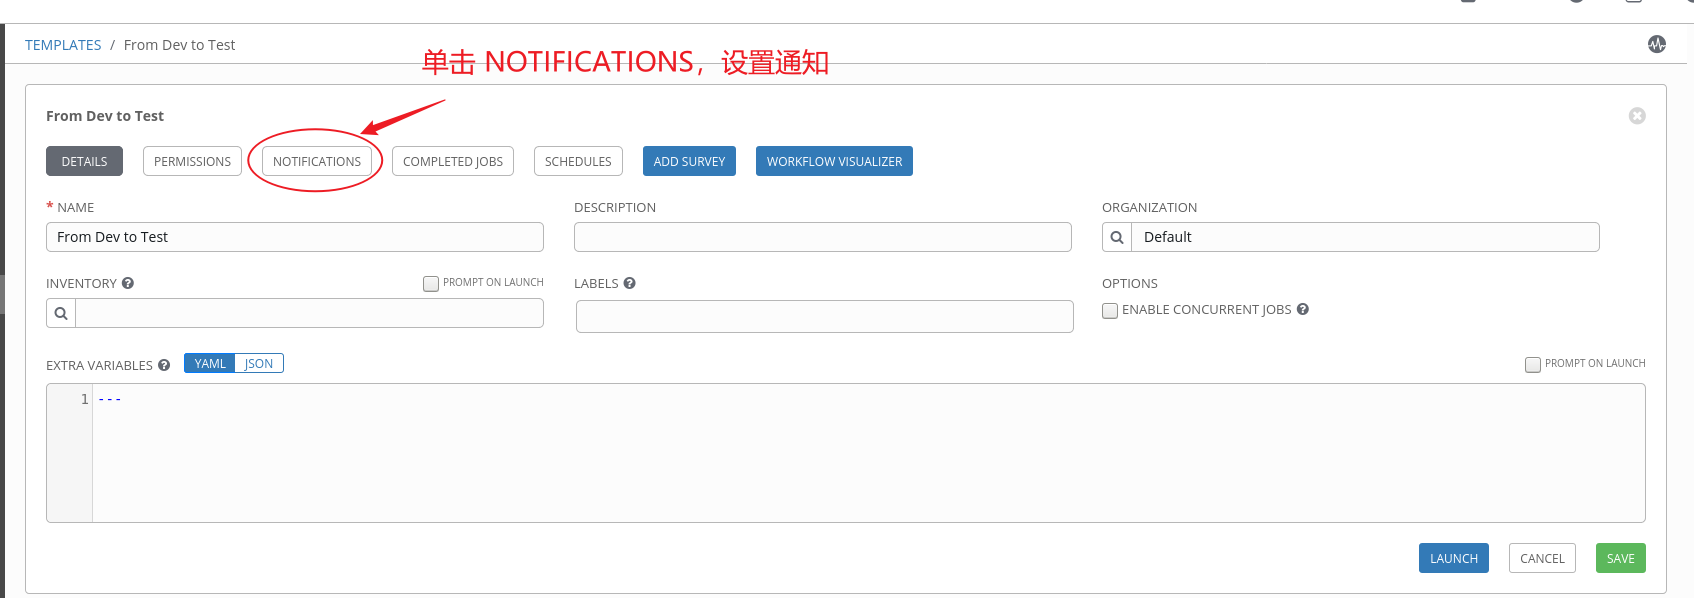 TEMPLATES / From Dev to Test
单击 NOTIFICATIONS，设置通知
From Dev to Test
DETAILS PERMISSIONS NOTIFICATIONS COMPLETED JOBS SCHEDULES ADD SURVEY WORKFLOW VISUALIZER
* NAME DESCRIPTION ORGANIZATION
From Dev to Test Default
INVENTORY ? PROMPT ON LAUNCH LABELS ? OPTIONS
ENABLE CONCURRENT JOBS ?
EXTRA VARIABLES ? YAML JSON PROMPT ON LAUNCH
1 ---
LAUNCH CANCEL SAVE